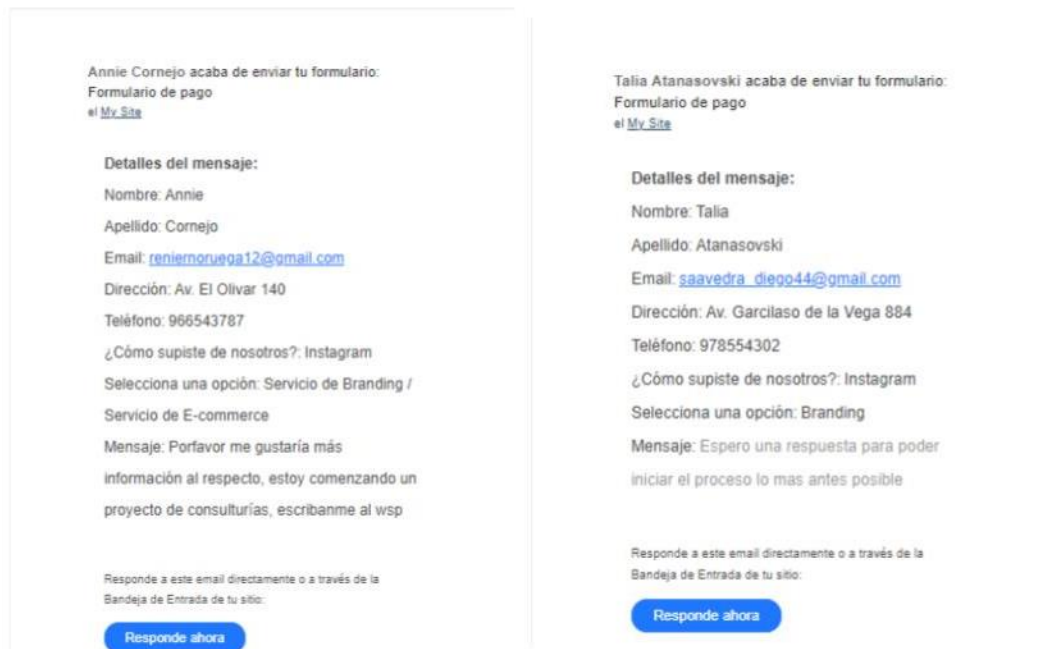 Annie Cornejo acaba de enviar tu formulario:
Formulario de pago
el My Site
Detalles del mensaje:
Nombre: Annie
Apellido: Cornejo
Email: reniernoruega12@gmail.com
Dirección: Av. El Olivar 140
Teléfono: 966543787
¿Cómo supiste de nosotros?: Instagram
Selecciona una opción: Servicio de Branding /
Servicio de E-commerce
Mensaje: Porfavor me gustaría más
información al respecto, estoy comenzando un
proyecto de consulturías, escribanme al wsp
Responde a este email directamente o a través de la
Bandeja de Entrada de tu sitio:
Responde ahora
Talia Atanasovski acaba de enviar tu formulario:
Formulario de pago
el My Site
Detalles del mensaje:
Nombre: Talia
Apellido: Atanasovski
Email: saavedra_diego44@gmail.com
Dirección: Av. Garcilaso de la Vega 884
Teléfono: 978554302
¿Cómo supiste de nosotros?: Instagram
Selecciona una opción: Branding
Mensaje: Espero una respuesta para poder
iniciar el proceso lo mas antes posible
Responde a este email directamente o a través de la
Bandeja de Entrada de tu sitio:
Responde ahora